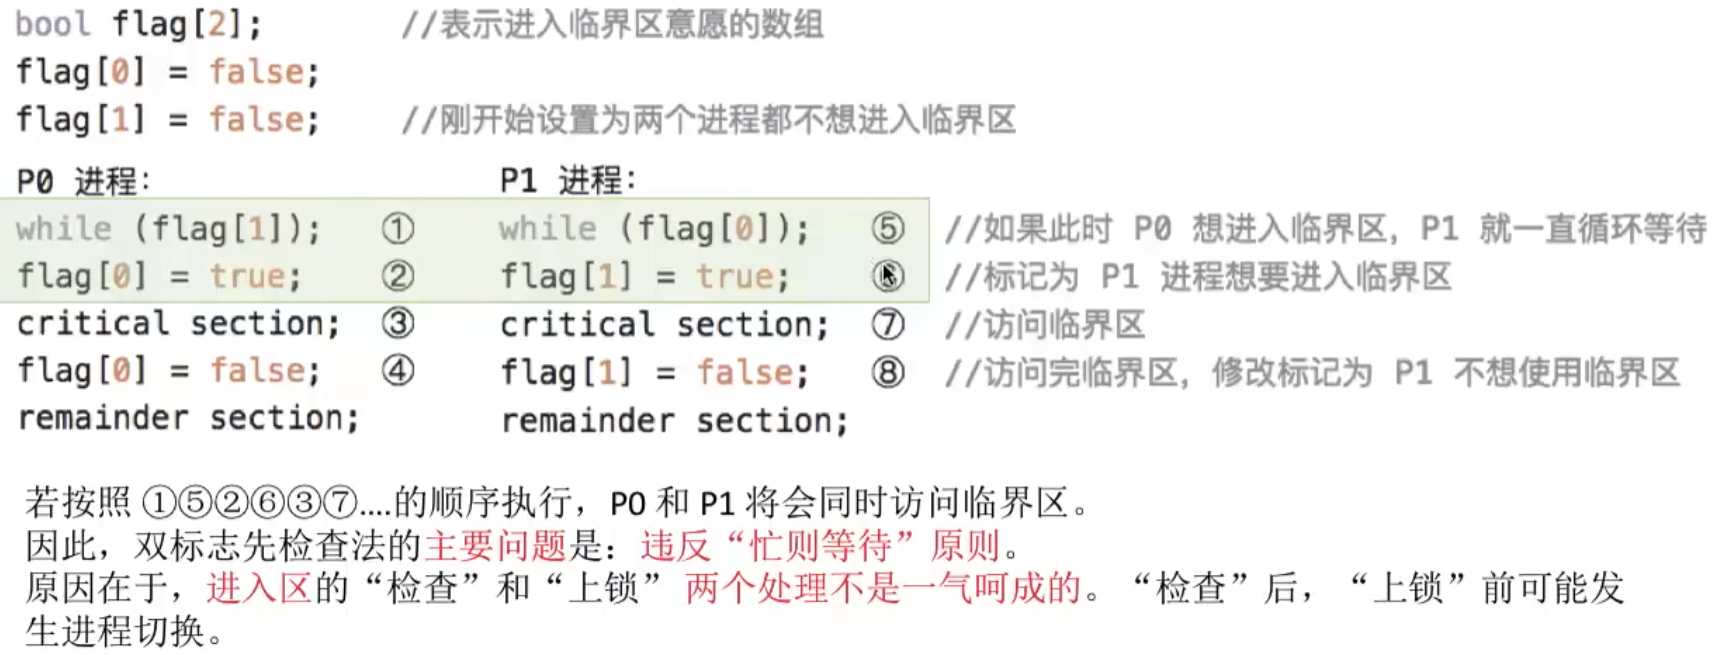 bool flag[2]; //表示进入临界区意愿的数组
flag[0] = false;
flag[1] = false; //刚开始设置为两个进程都不想进入临界区
P0 进程: P1 进程:
while (flag[1]); ① while (flag[0]); ⑤ //如果此时 P0 想进入临界区, P1 就一直循环等待
flag[0] = true; ② flag[1] = true; ⑥ //标记为 P1 进程想要进入临界区
critical section; ③ critical section; ⑦ //访问临界区
flag[0] = false; ④ flag[1] = false; ⑧ //访问完临界区, 修改标记为 P1 不想使用临界区
remainder section; remainder section;
若按照 ①⑤②⑥③⑦....的顺序执行，P0 和 P1 将会同时访问临界区。
因此，双标志先检查法的主要问题是：违反“忙则等待”原则。
原因在于，进入区的“检查”和“上锁” 两个处理不是一气呵成的。“检查”后，“上锁”前可能发
生进程切换。